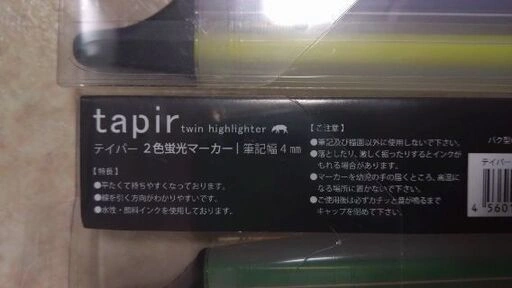 tapir
twin highlighter
テイパー 2色蛍光マーカー | 筆記幅 4 mm
【特長】
●平たくて持ちやすくなっております。
●線を引く方向がわかりやすいです。
●水性・顔料インクを使用しております。
【ご注意】
●筆記及び描画以外に使用しないで下さい。
●落としたり、激しく振ったりするとインクが
もれる場合があります。
●マーカーを幼児の手の届くところ、高温に
なる場所に置かないで下さい。
●ご使用後は必ずカチッと音が鳴るまで
キャップを閉めて下さい。
バク型
テイパー
4 5601